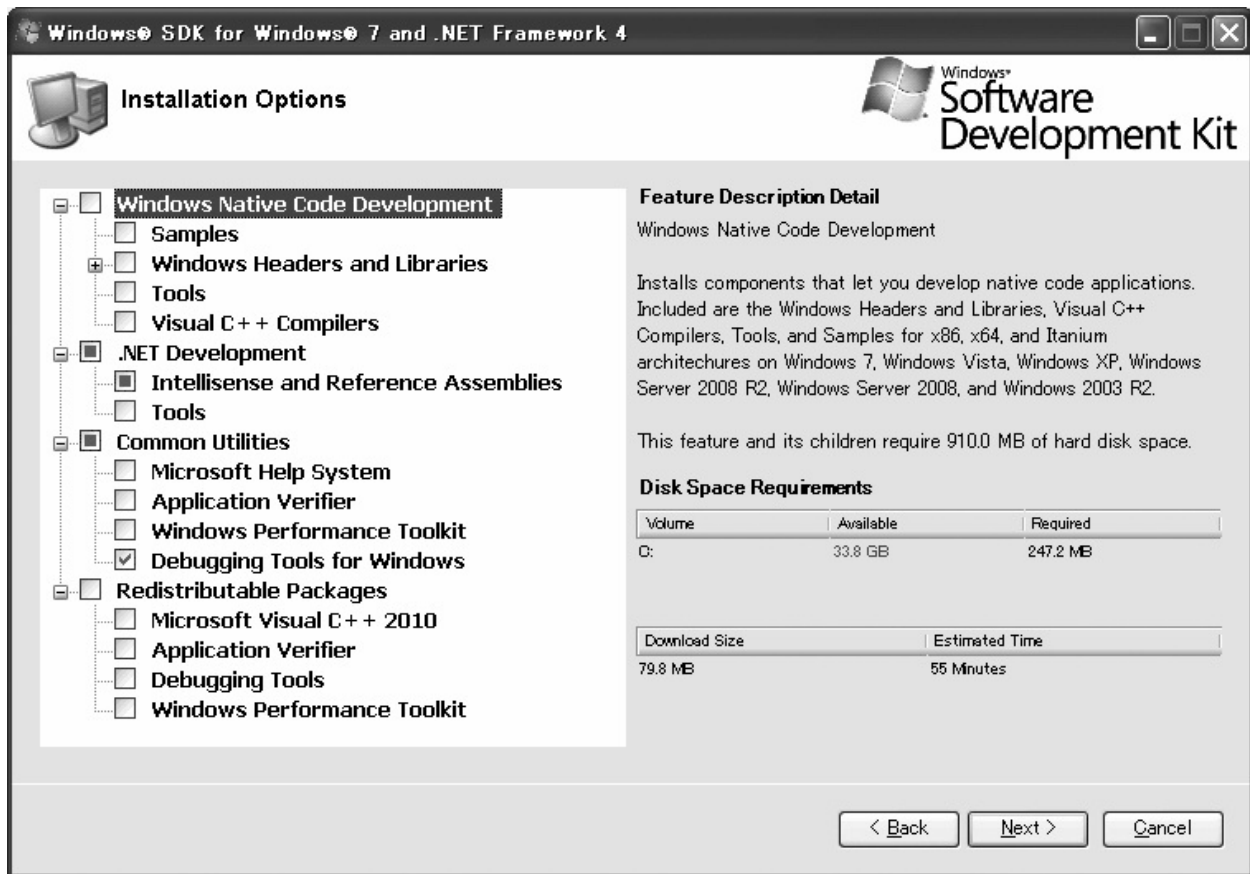 Windows® SDK for Windows® 7 and .NET Framework 4
Installation Options
Windows®
Software
Development Kit
Windows Native Code Development
Samples
Windows Headers and Libraries
Tools
Visual C++ Compilers
.NET Development
Intellisense and Reference Assemblies
Tools
Common Utilities
Microsoft Help System
Application Verifier
Windows Performance Toolkit
Debugging Tools for Windows
Redistributable Packages
Microsoft Visual C++ 2010
Application Verifier
Debugging Tools
Windows Performance Toolkit
Feature Description Detail
Windows Native Code Development
Installs components that let you develop native code applications.
Included are the Windows Headers and Libraries, Visual C++
Compilers, Tools, and Samples for x86, x64, and Itanium
architechures on Windows 7, Windows Vista, Windows XP, Windows
Server 2008 R2, Windows Server 2008, and Windows 2003 R2.
This feature and its children require 910.0 MB of hard disk space.
Disk Space Requirements
Volume Available Required
C: 33.8 GB 247.2 MB
Download Size Estimated Time
79.8 MB 55 Minutes
< Back Next > Cancel